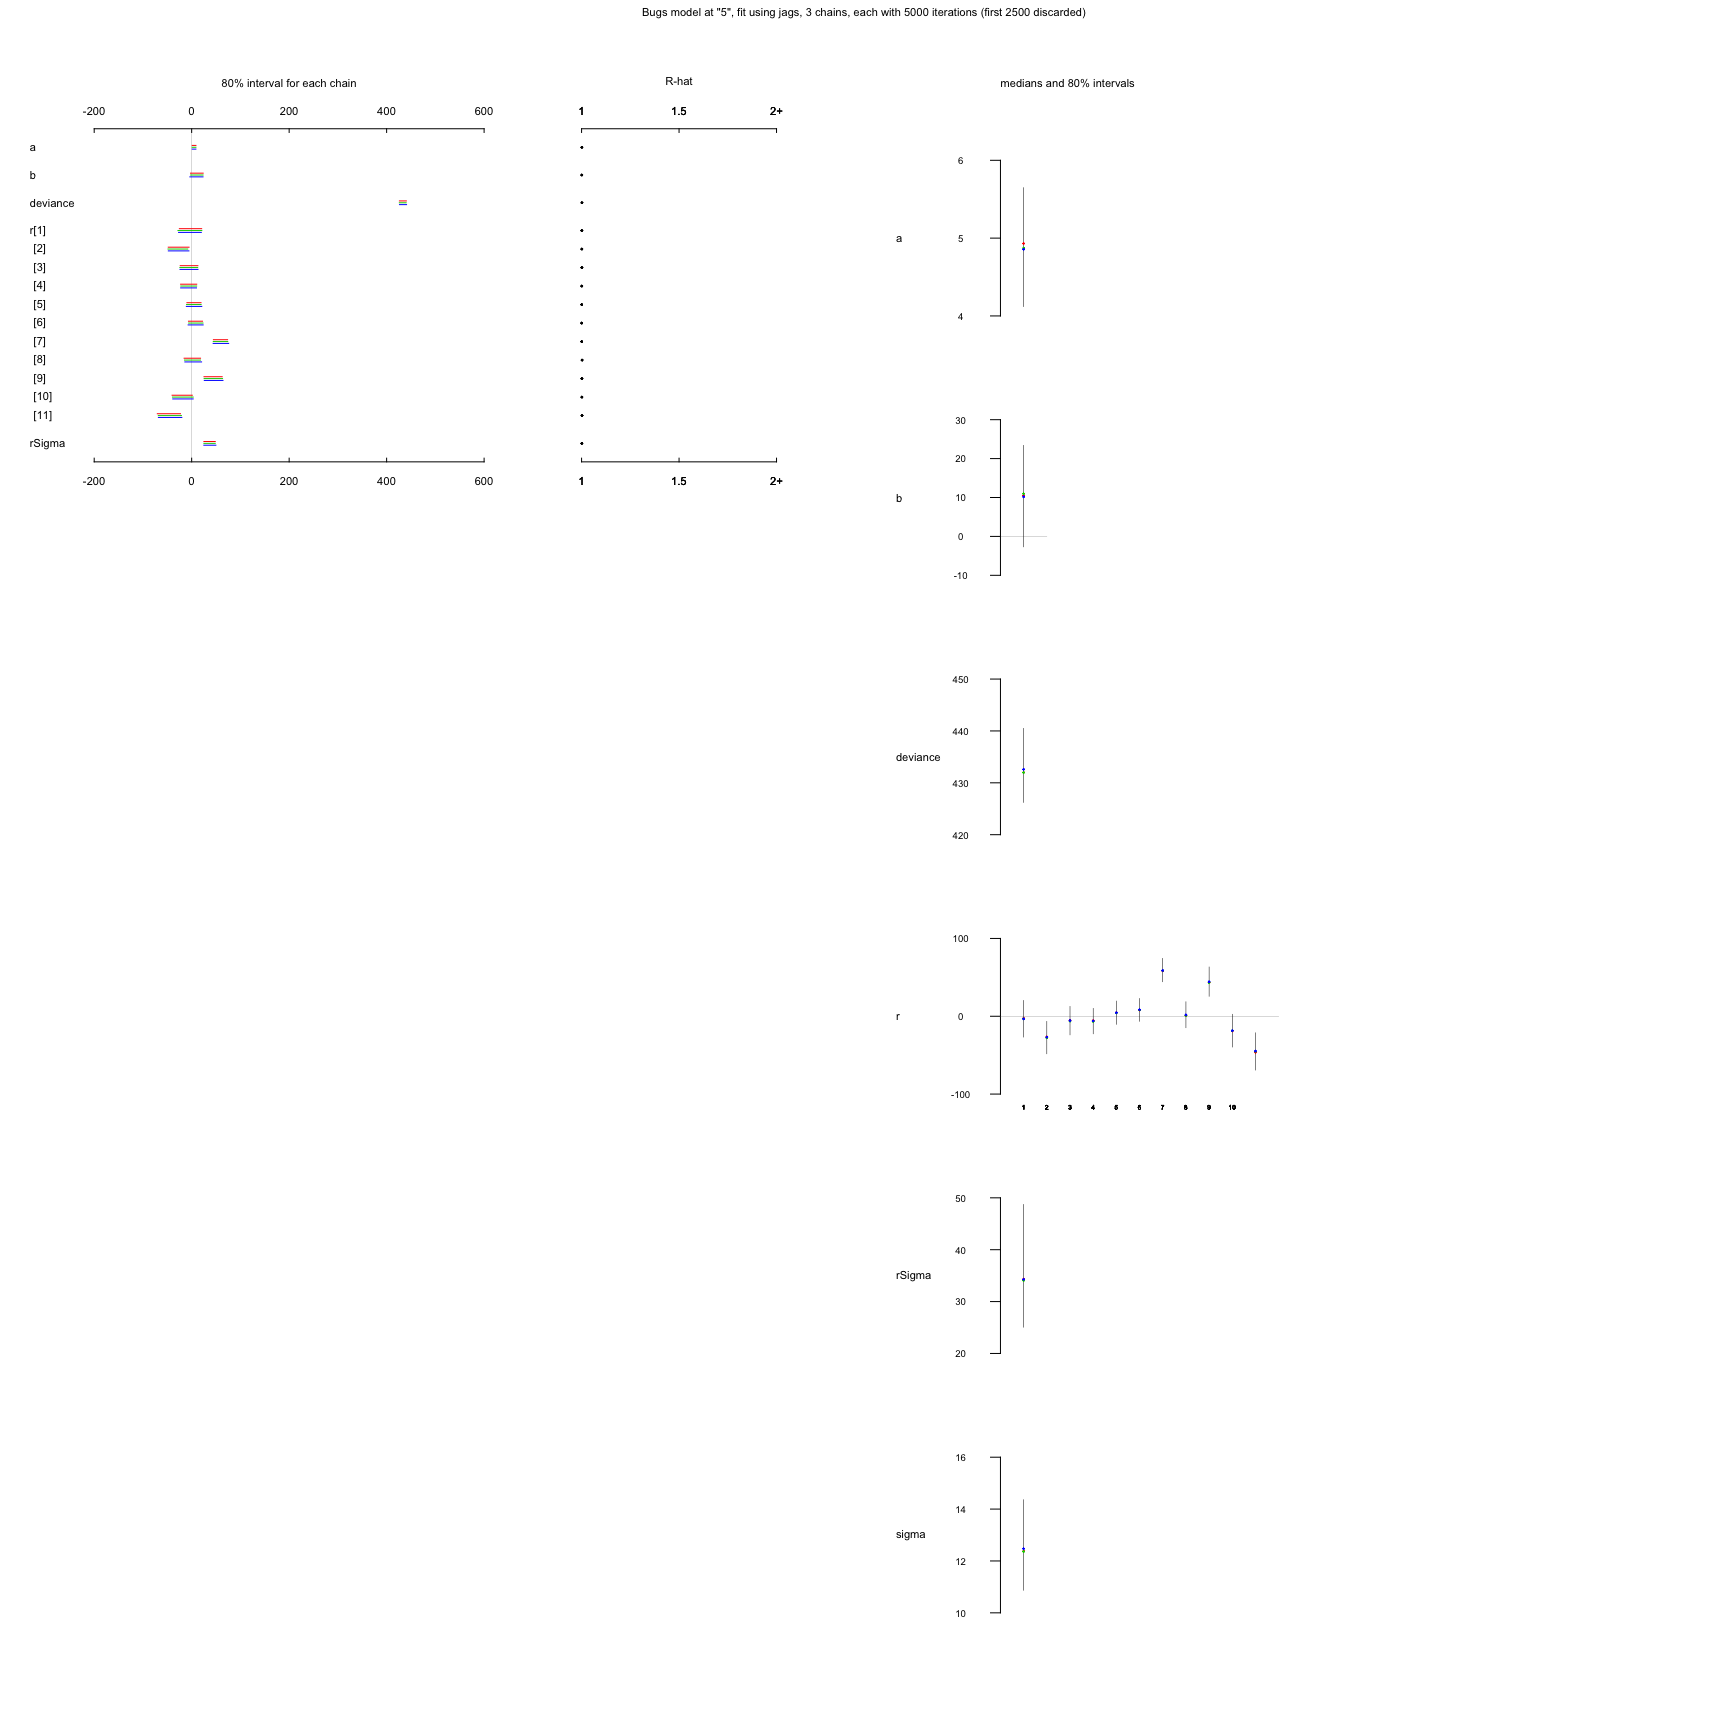 Bugs model at "5", fit using jags, 3 chains, each with 5000 iterations (first 2500 discarded)
80% interval for each chain
-200 0 200 400 600
a
b
deviance
r[1]
[2]
[3]
[4]
[5]
[6]
[7]
[8]
[9]
[10]
[11]
rSigma
-200 0 200 400 600
R-hat
1 1.5 2+
1 1.5 2+
medians and 80% intervals
a
6
5
4
b
30
20
10
0
-10
deviance
450
440
430
420
r
100
0
-100
1 2 3 4 5 6 7 8 9 10
rSigma
50
40
30
20
sigma
16
14
12
10